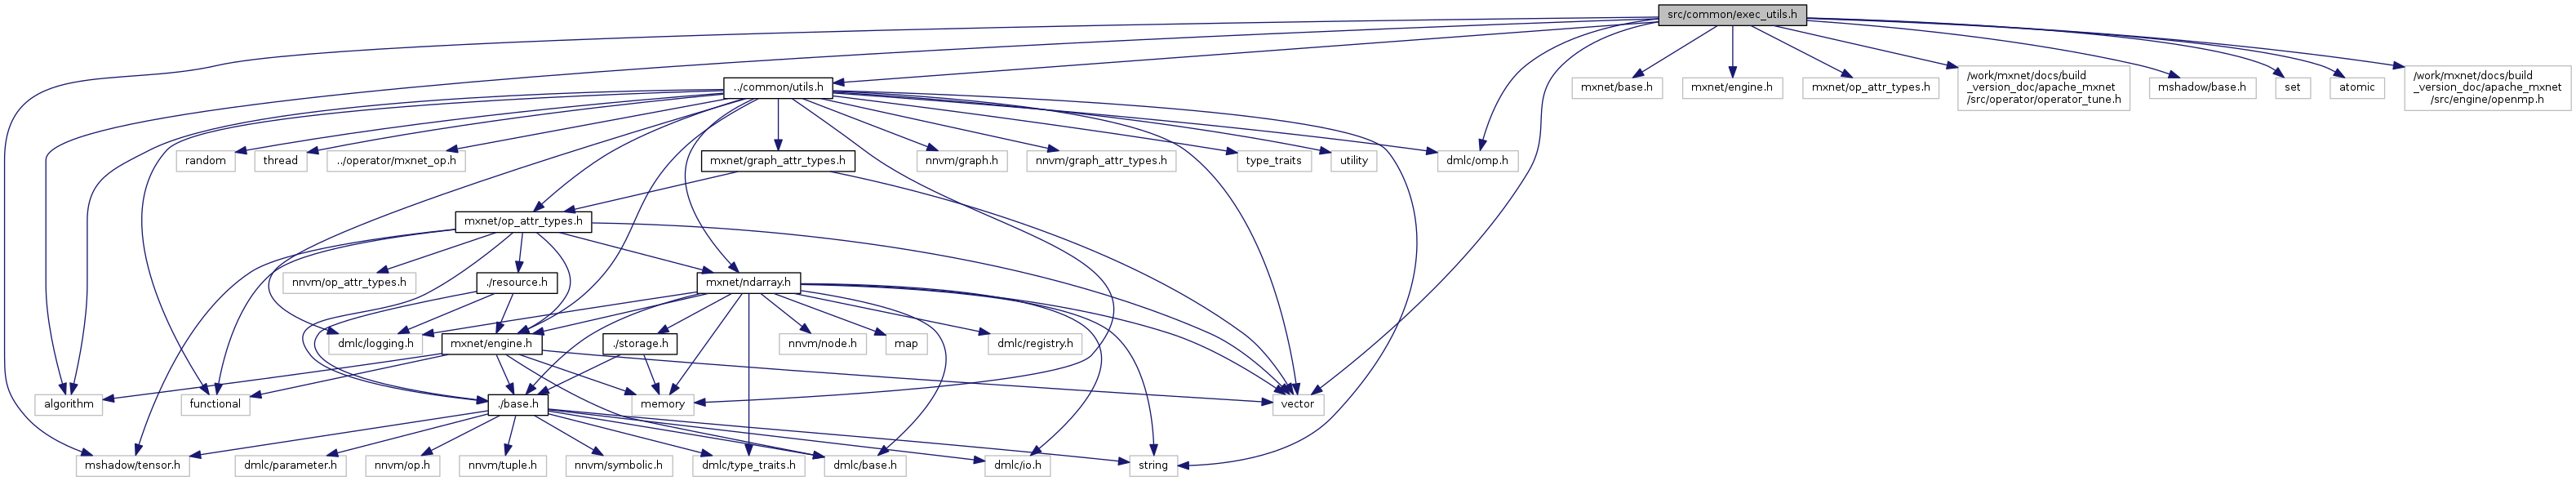 src/common/exec_utils.h
../common/utils.h
mxnet/base.h
mxnet/engine.h
mxnet/op_attr_types.h
/work/mxnet/docs/build
_version_doc/apache_mxnet
/src/operator/operator_tune.h
mshadow/base.h
set
atomic
/work/mxnet/docs/build
_version_doc/apache_mxnet
/src/engine/openmp.h
random
thread
../operator/mxnet_op.h
mxnet/graph_attr_types.h
nnvm/graph.h
nnvm/graph_attr_types.h
type_traits
utility
dmlc/omp.h
mxnet/op_attr_types.h
nnvm/op_attr_types.h
./resource.h
mxnet/ndarray.h
dmlc/logging.h
mxnet/engine.h
./storage.h
nnvm/node.h
map
dmlc/registry.h
algorithm
functional
./base.h
memory
vector
mshadow/tensor.h
dmlc/parameter.h
nnvm/op.h
nnvm/tuple.h
nnvm/symbolic.h
dmlc/type_traits.h
dmlc/base.h
dmlc/io.h
string